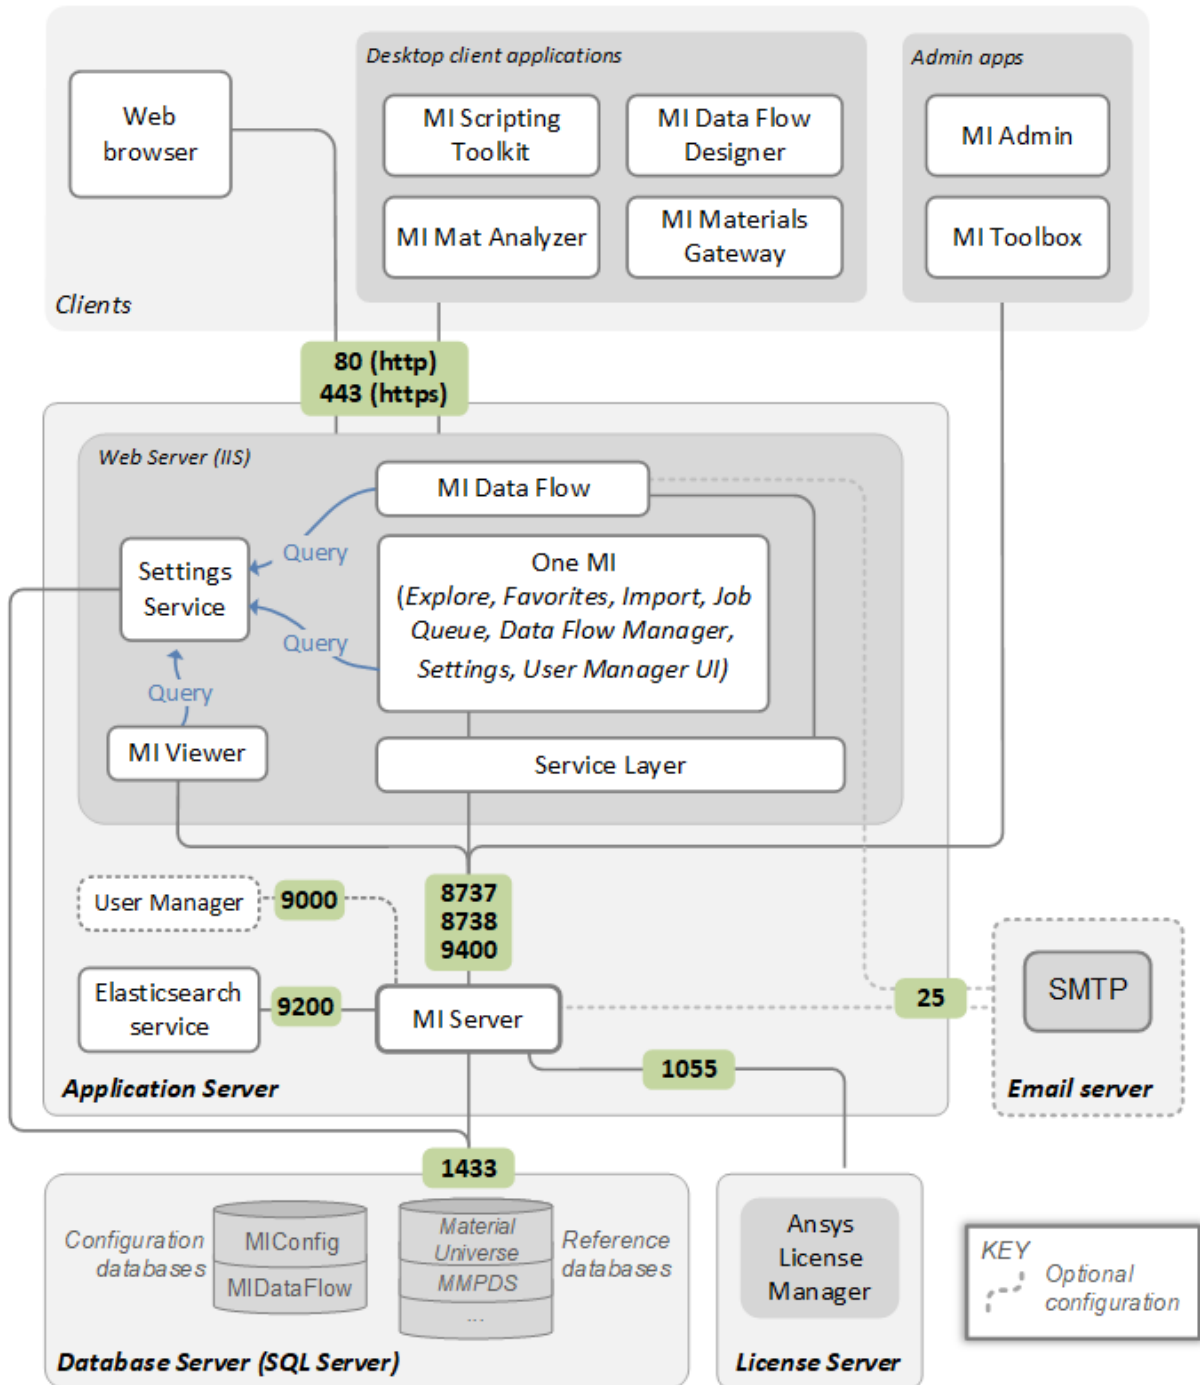 Web
browser
Clients
Desktop client applications
MI Scripting
Toolkit
MI Data Flow
Designer
MI Mat Analyzer
MI Materials
Gateway
Admin apps
MI Admin
MI Toolbox
80 (http)
443 (https)
Web Server (IIS)
MI Data Flow
Query
Settings
Service
One MI
(Explore, Favorites, Import, Job
Queue, Data Flow Manager,
Settings, User Manager UI)
Query
Query
MI Viewer
Service Layer
User Manager
9000
8737
8738
9400
Elasticsearch
service
9200
MI Server
25
SMTP
Email server
1055
Application Server
1433
Configuration
databases
MIConfig
MIDataFlow
Material
Universe
MMPDS
...
Reference
databases
Database Server (SQL Server)
Ansys
License
Manager
License Server
KEY
Optional
configuration